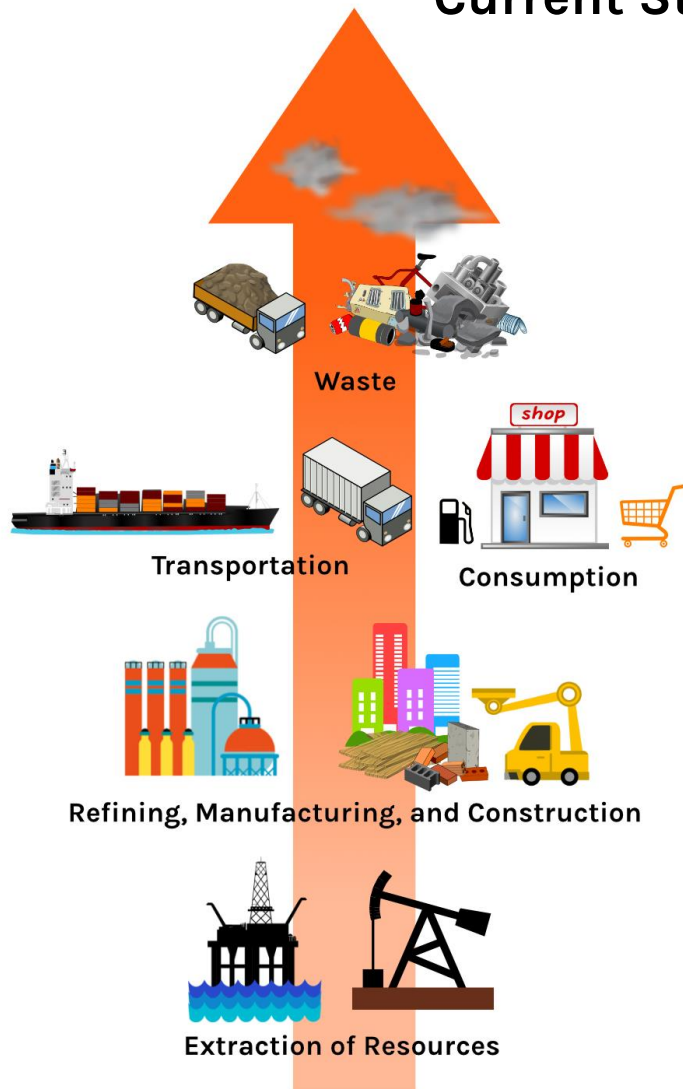 Current
shop
Waste
Transportation
Consumption
Refining, Manufacturing, and Construction
Extraction of Resources